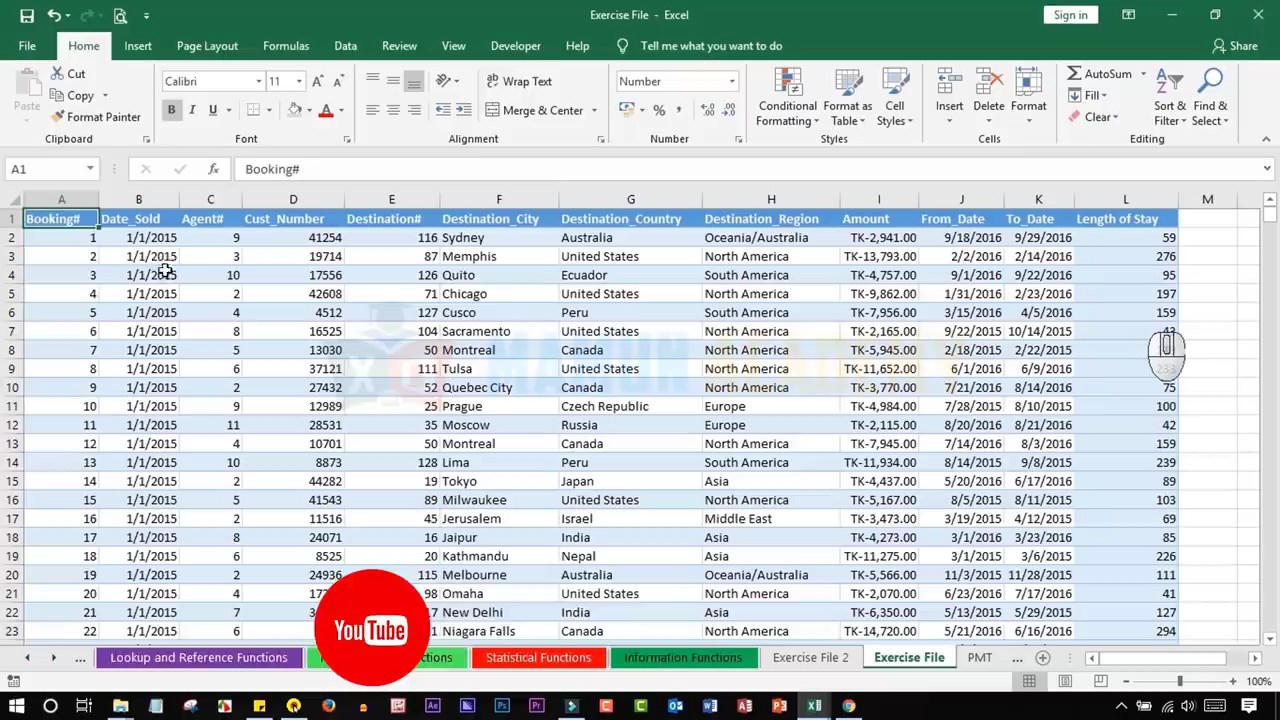 Exercise File - Excel Sign in
File Home Insert Page Layout Formulas Data Review View Developer Help Tell me what you want to do Share
Cut Calibri 11 Wrap Text Number AutoSum
Paste Copy B I U Merge & Center % Conditional Formatting Format as Table Cell Styles Insert Delete Format Fill Sort & Filter Find & Select
Format Painter Clear
Clipboard Font Alignment Number Styles Cells Editing
A1 fx Booking#
A B C D E F G H I J K L M
1 Booking# Date_Sold Agent# Cust_Number Destination# Destination_City Destination_Country Destination_Region Amount From_Date To_Date Length of Stay
2 1 1/1/2015 9 41254 116 Sydney Australia Oceania/Australia TK-2,941.00 9/18/2016 9/29/2016 59
3 2 1/1/2015 3 19714 87 Memphis United States North America TK-13,793.00 2/2/2016 2/14/2016 276
4 3 1/1/2015 10 17556 126 Quito Ecuador South America TK-4,757.00 9/1/2016 9/22/2016 95
5 4 1/1/2015 2 42608 71 Chicago United States North America TK-9,862.00 1/31/2016 2/23/2016 197
6 5 1/1/2015 4 4512 127 Cusco Peru South America TK-7,956.00 3/15/2016 4/5/2016 159
7 6 1/1/2015 8 16525 104 Sacramento United States North America TK-2,165.00 9/22/2015 10/14/2015 43
8 7 1/1/2015 5 13030 50 Montreal Canada North America TK-5,945.00 2/18/2015 2/22/2015
9 8 1/1/2015 6 37121 111 Tulsa United States North America TK-11,652.00 6/1/2016 6/9/2016 233
10 9 1/1/2015 2 27432 52 Quebec City Canada North America TK-3,770.00 7/21/2016 8/14/2016 75
11 10 1/1/2015 9 12989 25 Prague Czech Republic Europe TK-4,984.00 7/28/2015 8/10/2015 100
12 11 1/1/2015 11 28531 35 Moscow Russia Europe TK-2,115.00 8/20/2016 8/21/2016 42
13 12 1/1/2015 4 10701 50 Montreal Canada North America TK-7,945.00 7/14/2016 8/3/2016 159
14 13 1/1/2015 10 8873 128 Lima Peru South America TK-11,934.00 8/14/2015 9/5/2015 239
15 14 1/1/2015 2 44282 19 Tokyo Japan Asia TK-4,437.00 5/20/2016 6/17/2016 89
16 15 1/1/2015 5 41543 89 Milwaukee United States North America TK-5,167.00 8/5/2015 8/11/2015 103
17 16 1/1/2015 2 11516 45 Jerusalem Israel Middle East TK-3,473.00 3/19/2015 4/12/2015 69
18 17 1/1/2015 8 24071 16 Jaipur India Asia TK-4,273.00 3/1/2016 3/23/2016 85
19 18 1/1/2015 6 8525 20 Kathmandu Nepal Asia TK-11,275.00 3/1/2015 3/6/2015 226
20 19 1/1/2015 2 24936 115 Melbourne Australia Oceania/Australia TK-5,566.00 11/3/2015 11/28/2015 111
21 20 1/1/2015 4 98 Omaha United States North America TK-2,070.00 6/23/2016 7/17/2016 41
22 21 1/1/2015 7 New Delhi India Asia TK-6,350.00 5/13/2015 5/29/2015 127
23 22 1/1/2015 6 Niagara Falls Canada North America TK-14,720.00 5/21/2016 6/16/2016 294
YouTube
... Lookup and Reference Functions Statistical Functions Information Functions Exercise File 2 Exercise File PMT ...
100%